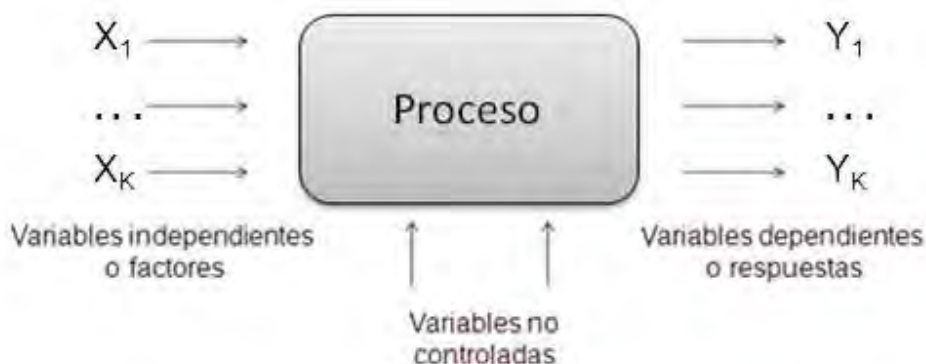 X1
Y1
Proceso
...
...
XK
YK
Variables independientes
o factores
Variables dependientes
o respuestas
Variables no
controladas